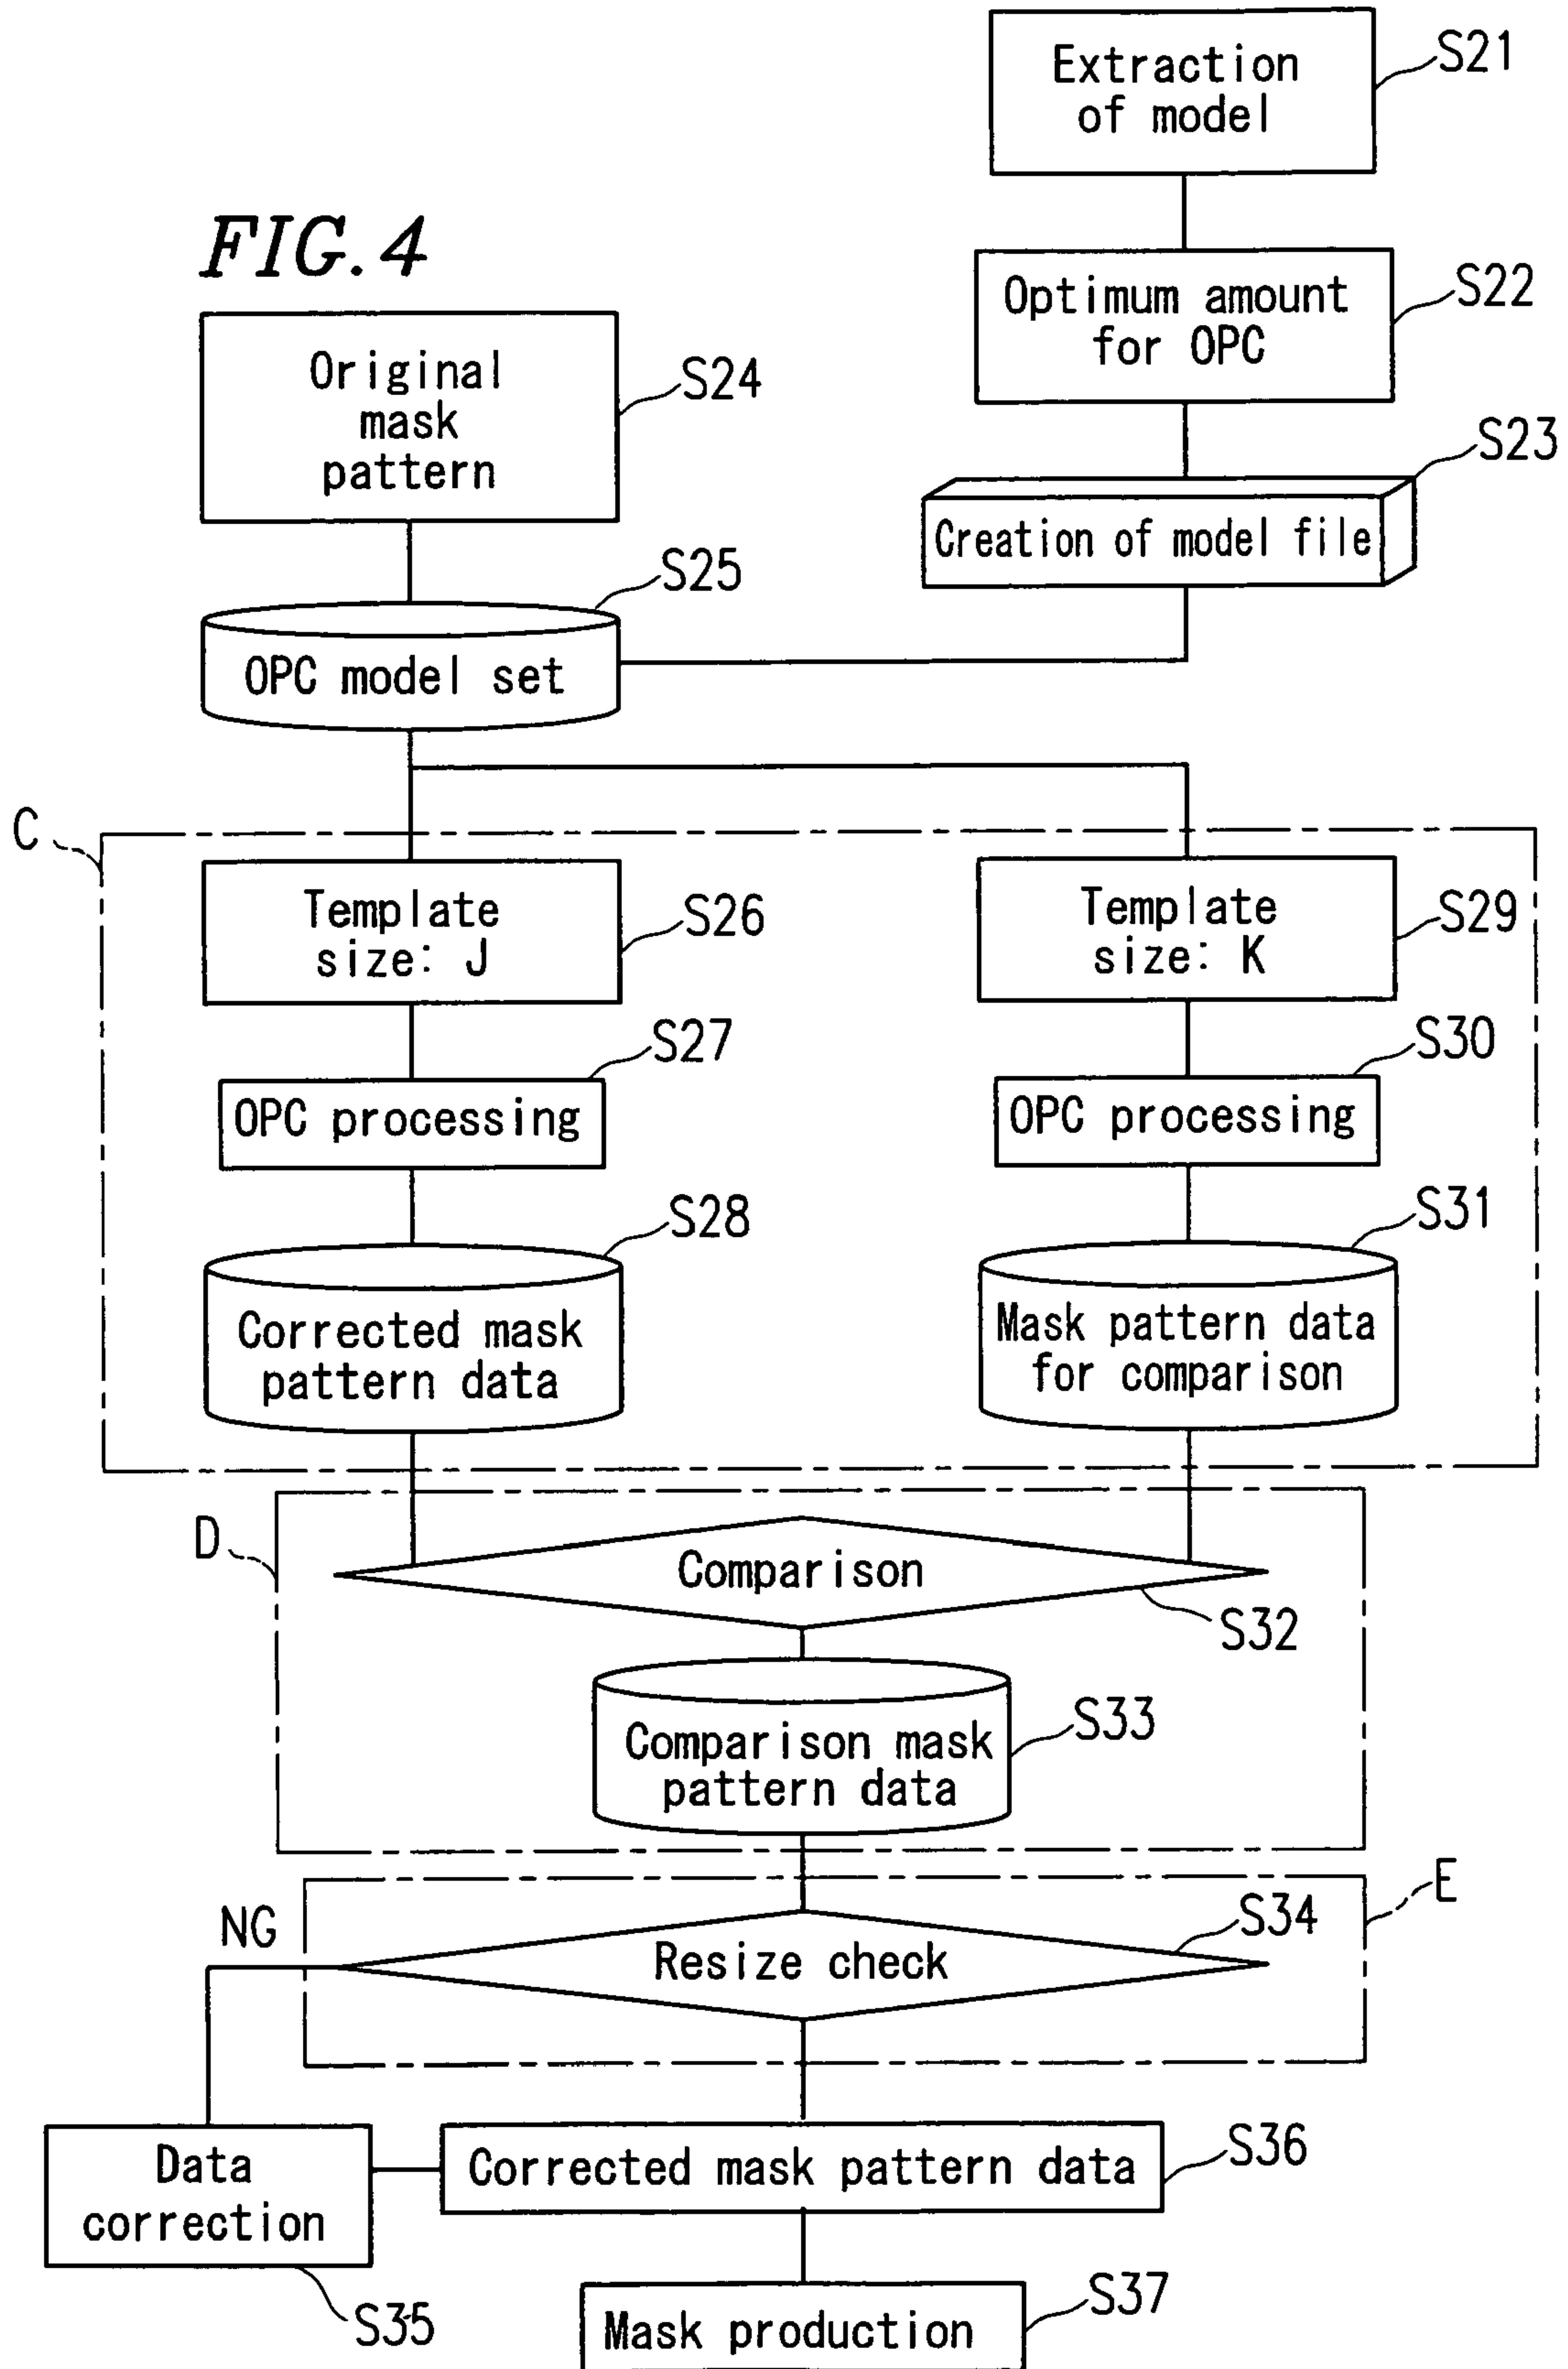 Extraction
of model
S21
FIG. 4
Optimum amount
for OPC
S22
Original
mask
pattern
S24
S23
Creation of model file
S25
OPC model set
C
Template
size: J
S26
Template
size: K
S29
S27
OPC processing
S30
OPC processing
S28
Corrected mask
pattern data
S31
Mask pattern data
for comparison
D
Comparison
S32
Comparison mask
pattern data
S33
E
NG
S34
Resize check
Data
correction
S35
Corrected mask pattern data
S36
Mask production
S37